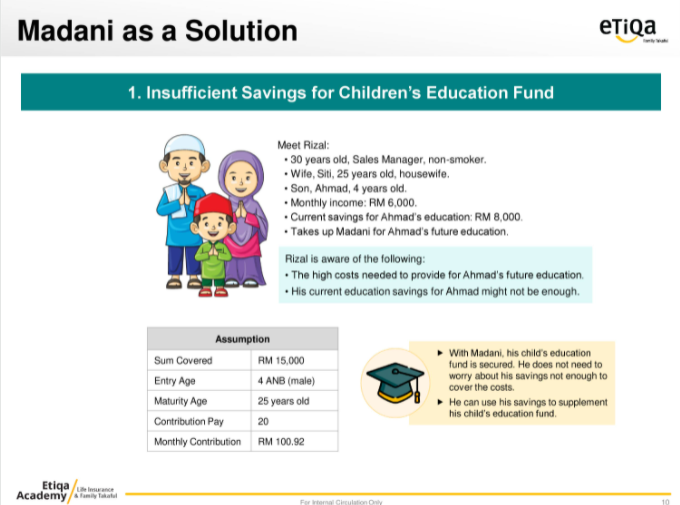 Madani as a Solution
eTiQa
Family Takaful
1. Insufficient Savings for Children's Education Fund
Meet Rizal:
• 30 years old, Sales Manager, non-smoker.
• Wife, Siti, 25 years old, housewife.
• Son, Ahmad, 4 years old.
• Monthly income: RM 6,000.
• Current savings for Ahmad's education: RM 8,000.
• Takes up Madani for Ahmad's future education.
Rizal is aware of the following:
• The high costs needed to provide for Ahmad's future education.
• His current education savings for Ahmad might not be enough.
Assumption
Sum Covered RM 15,000
Entry Age 4 ANB (male)
Maturity Age 25 years old
Contribution Pay 20
Monthly Contribution RM 100.92
► With Madani, his child's education
fund is secured. He does not need to
worry about his savings not enough to
cover the costs.
► He can use his savings to supplement
his child's education fund.
Etiqa
Academy
Life Insurance
& Family Takaful
For Internal Circulation Only
10